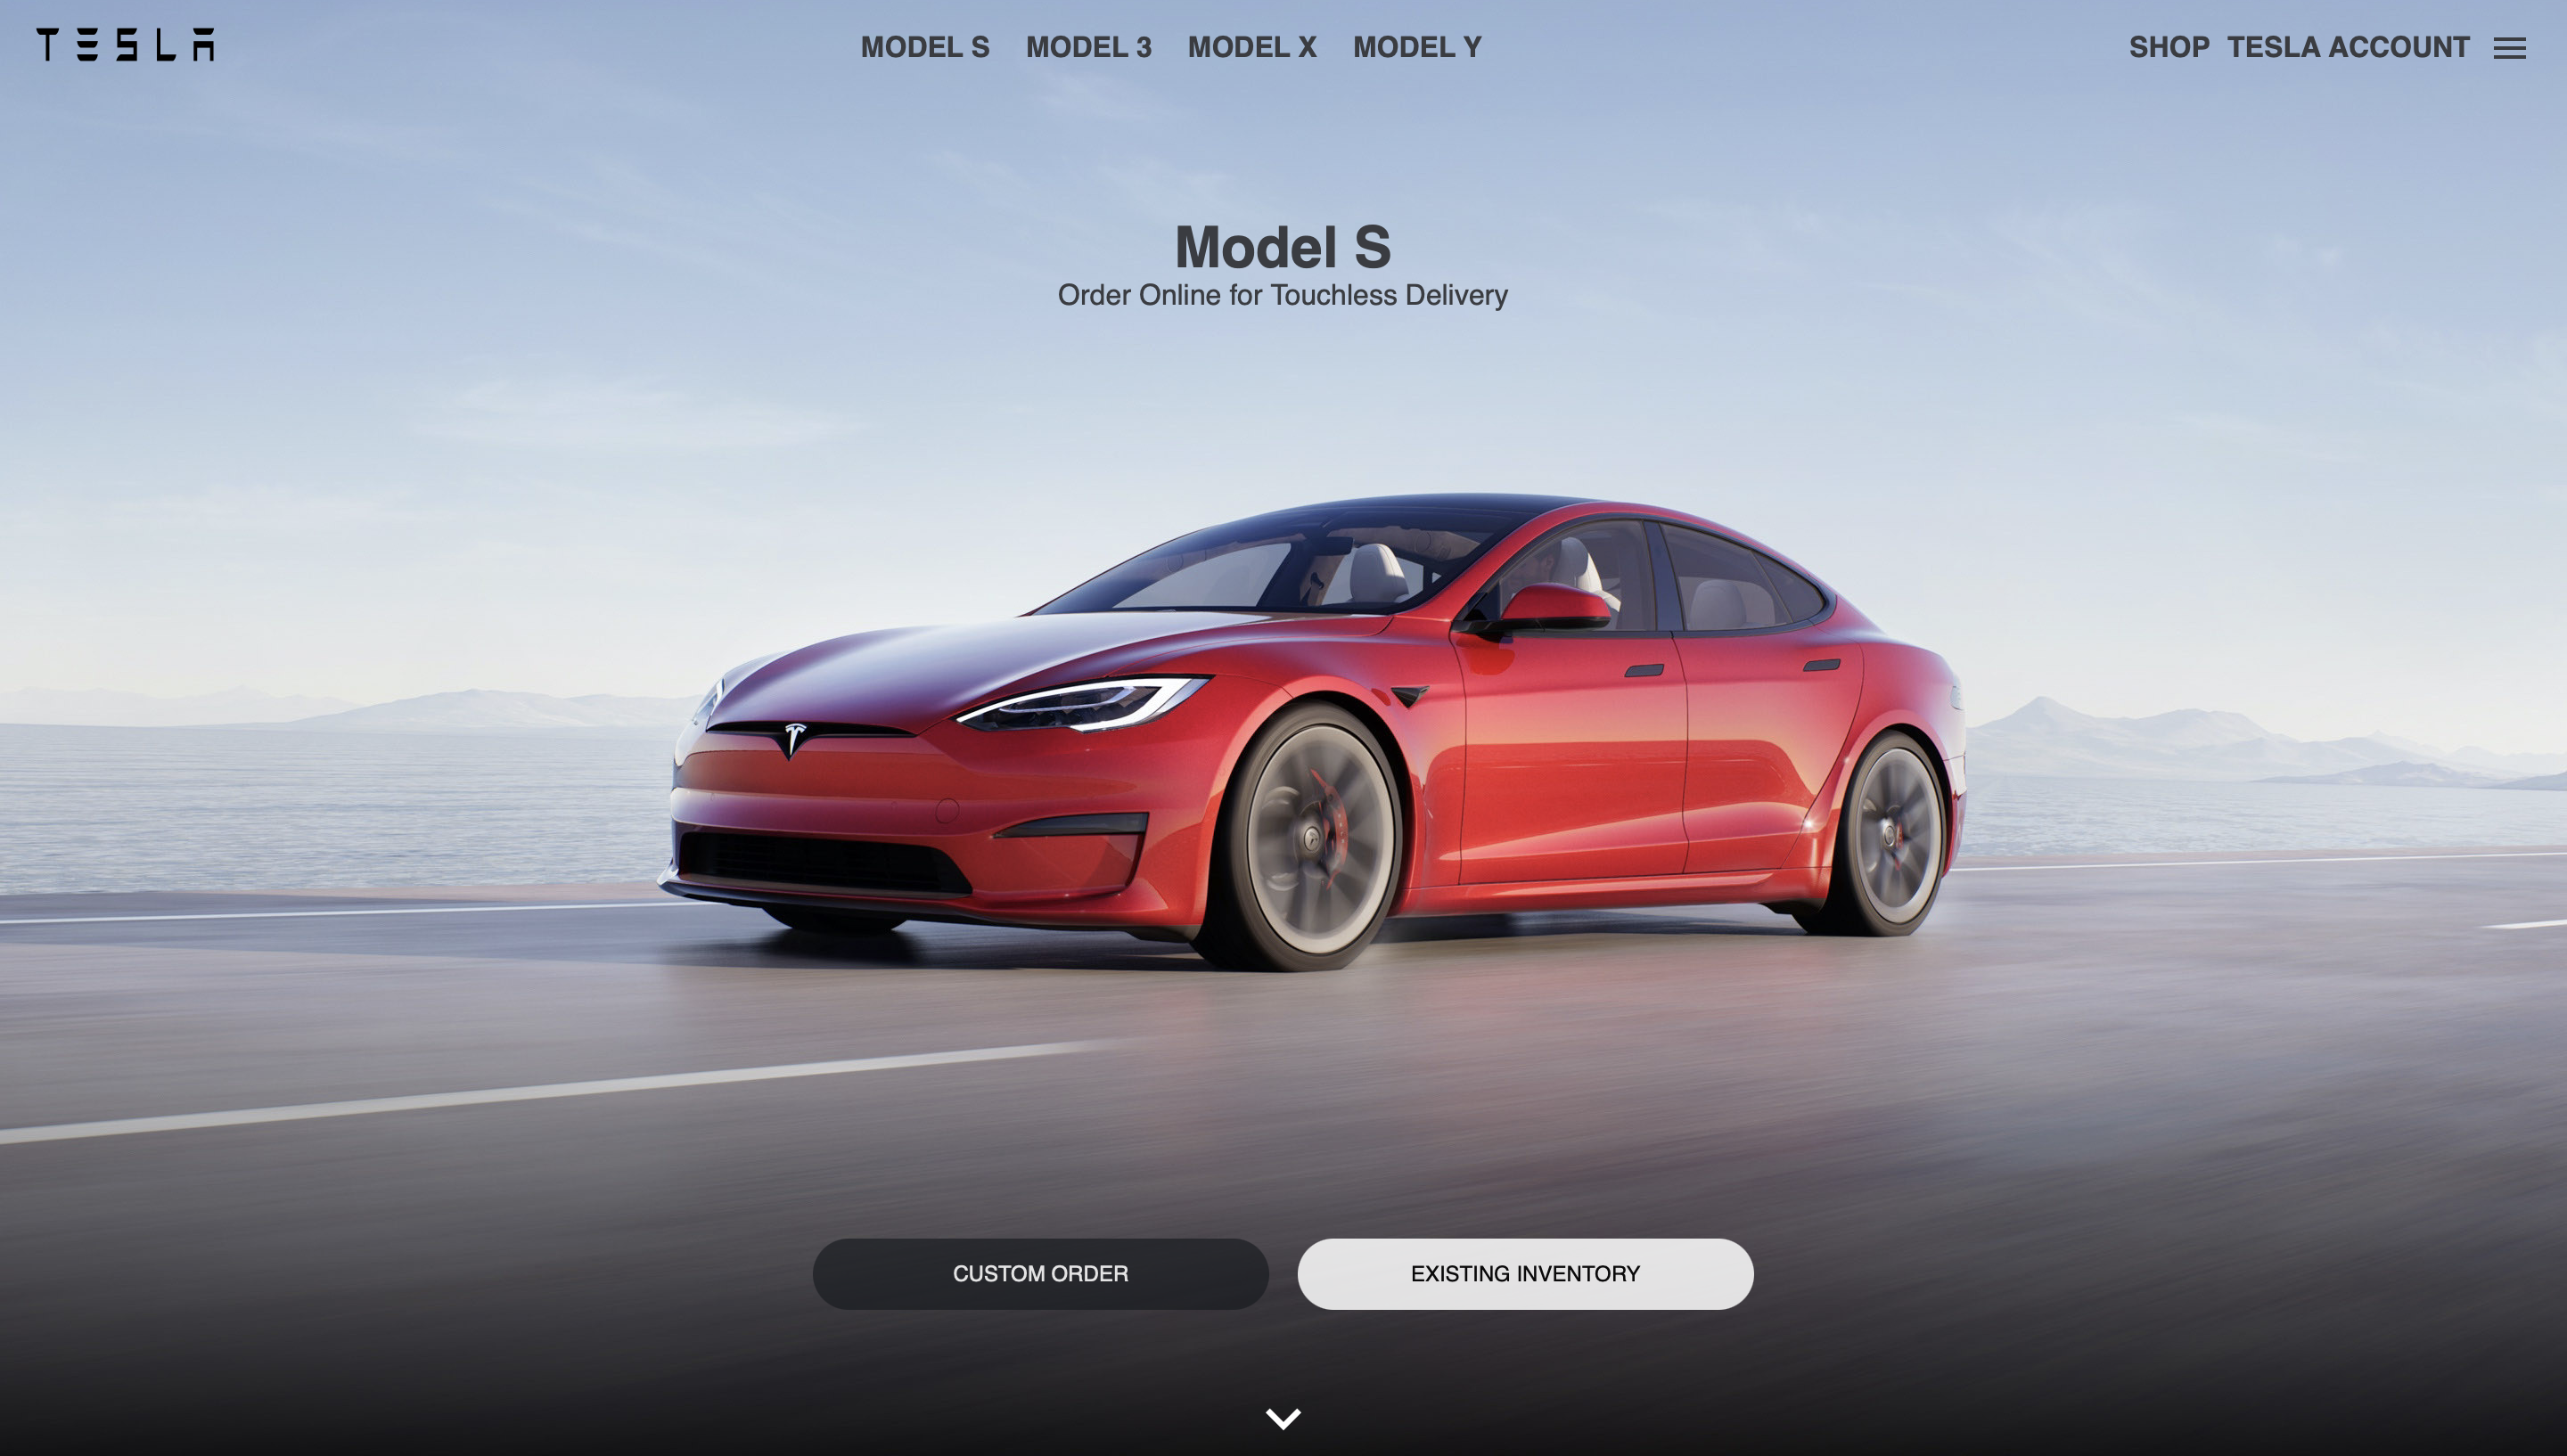 TESLA
MODEL S MODEL 3 MODEL X MODEL Y
SHOP TESLA ACCOUNT
Model S
Order Online for Touchless Delivery
CUSTOM ORDER
EXISTING INVENTORY